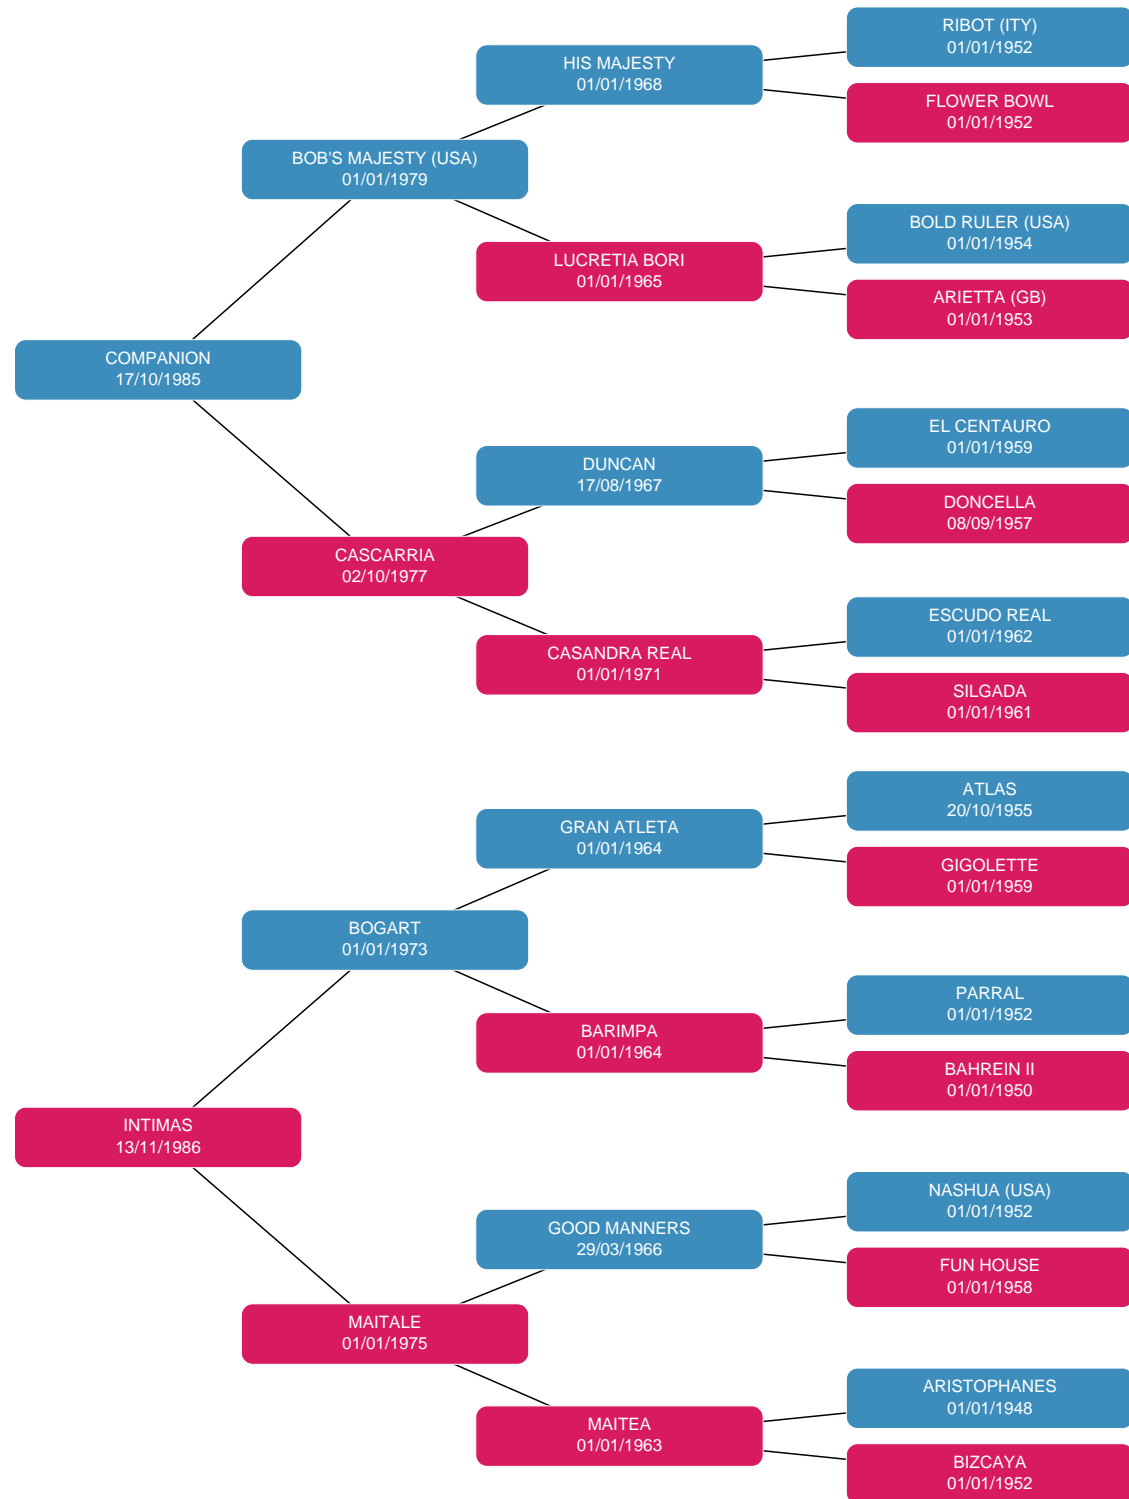 RIBOT (ITY)
01/01/1952
HIS MAJESTY
01/01/1968
FLOWER BOWL
01/01/1952
BOB'S MAJESTY (USA)
01/01/1979
BOLD RULER (USA)
01/01/1954
LUCRETIA BORI
01/01/1965
ARIETTA (GB)
01/01/1953
COMPANION
17/10/1985
EL CENTAURO
01/01/1959
DUNCAN
17/08/1967
DONCELLA
08/09/1957
CASCARRIA
02/10/1977
ESCUDO REAL
01/01/1962
CASANDRA REAL
01/01/1971
SILGADA
01/01/1961
ATLAS
20/10/1955
GRAN ATLETA
01/01/1964
GIGOLETTE
01/01/1959
BOGART
01/01/1973
PARRAL
01/01/1952
BARIMPA
01/01/1964
BAHREIN II
01/01/1950
INTIMAS
13/11/1986
NASHUA (USA)
01/01/1952
GOOD MANNERS
29/03/1966
FUN HOUSE
01/01/1958
MAITALE
01/01/1975
ARISTOPHANES
01/01/1948
MAITEA
01/01/1963
BIZCAYA
01/01/1952